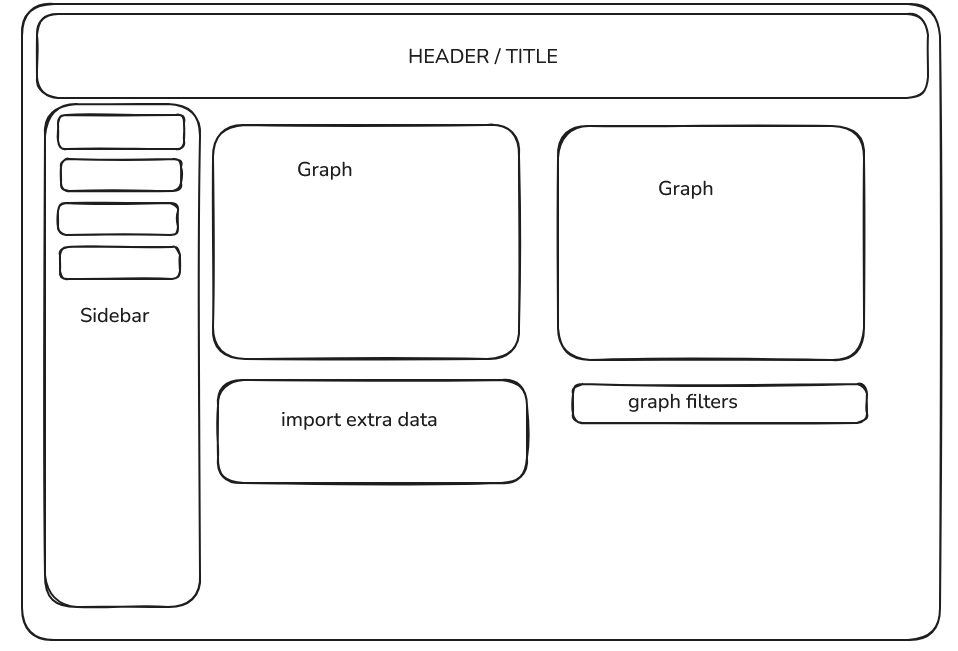 HEADER / TITLE
Graph
Graph
Sidebar
import extra data
graph filters